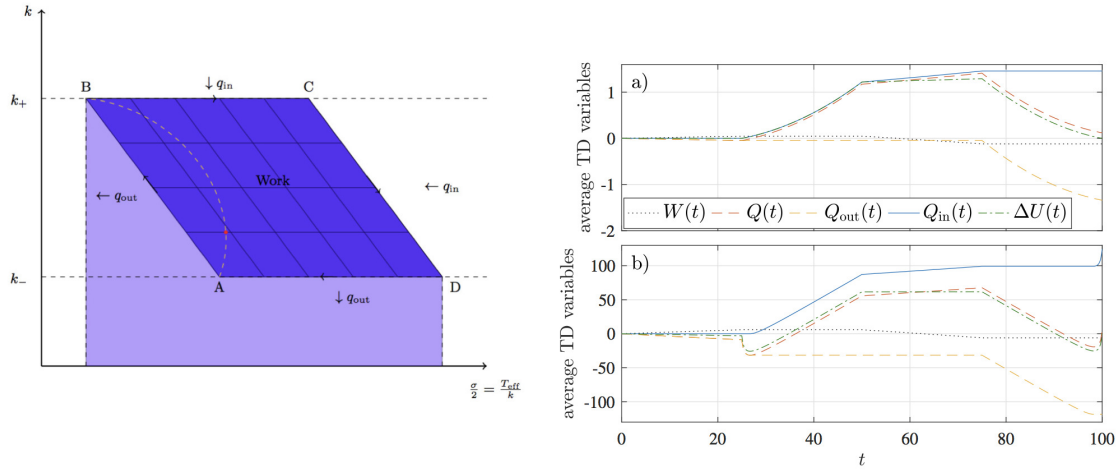 k
B
↓ q_in
C
k_+
← q_out
Work
← q_in
k_−
A
↓ q_out
D
σ/2 = T_eff/k
a)
average TD variables
1
0
-1
-2
W(t) Q(t) Q_out(t) Q_in(t) ΔU(t)
b)
average TD variables
100
50
0
-50
-100
0 20 40 60 80 100
t